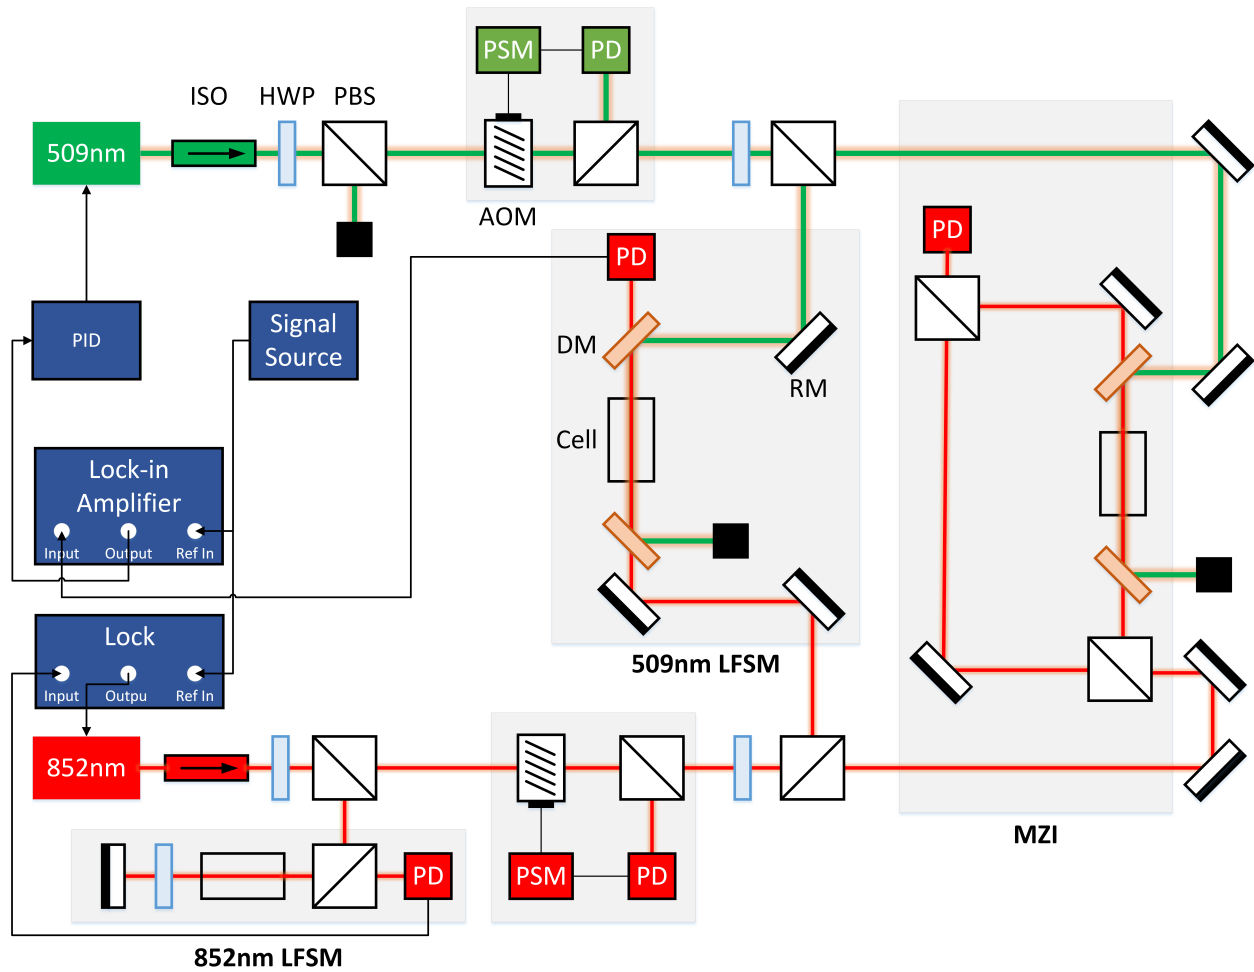 PSM
PD
ISO
HWP
PBS
509nm
AOM
PD
PD
Signal
Source
PID
DM
RM
Cell
Lock-in
Amplifier
Input
Output
Ref In
Lock
Input
Outpu
Ref In
509nm LFSM
852nm
MZI
PD
PSM
PD
852nm LFSM